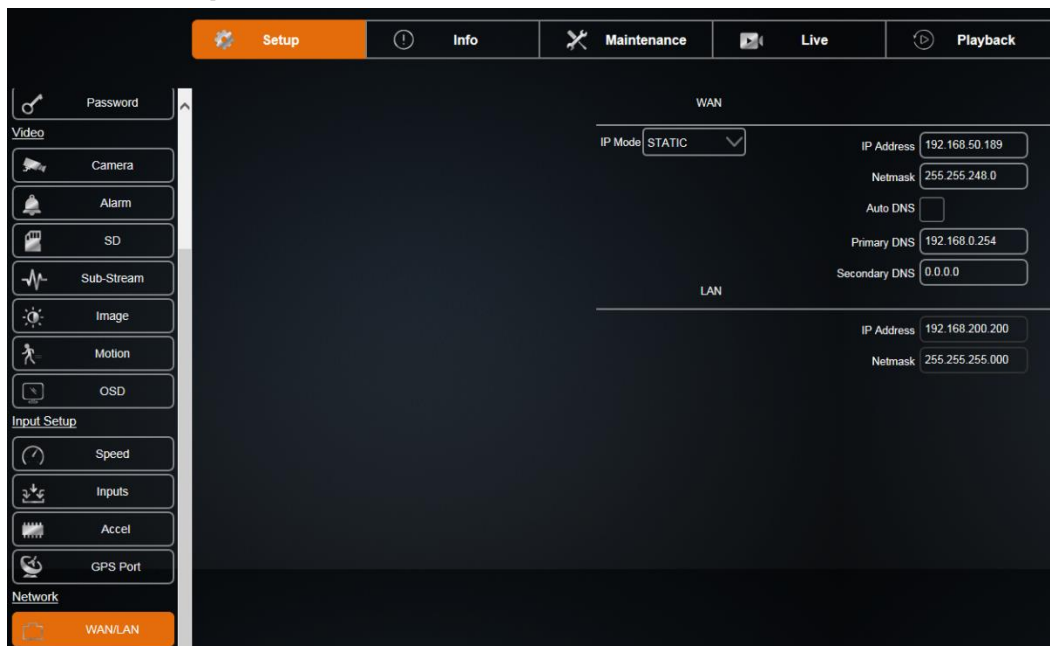 Setup
Info
Maintenance
Live
Playback
Password
Video
Camera
Alarm
SD
Sub-Stream
Image
Motion
OSD
Input Setup
Speed
Inputs
Accel
GPS Port
Network
WAN/LAN
WAN
IP Mode STATIC
IP Address 192.168.50.189
Netmask 255.255.248.0
Auto DNS
Primary DNS 192.168.0.254
Secondary DNS 0.0.0.0
LAN
IP Address 192.168.200.200
Netmask 255.255.255.000